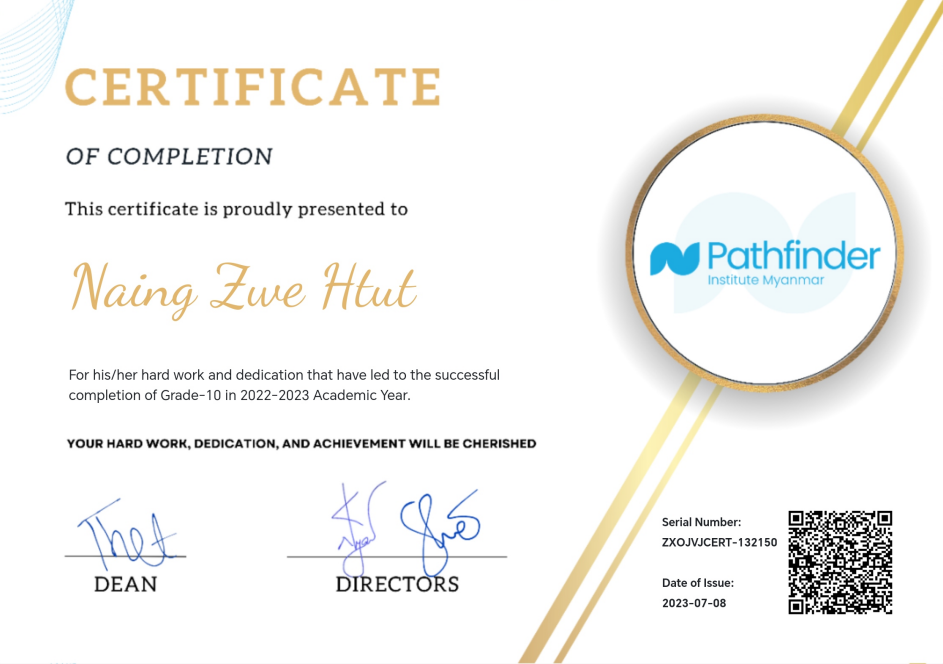 CERTIFICATE
OF COMPLETION
This certificate is proudly presented to
Naing Zwe Htut
For his/her hard work and dedication that have led to the successful
completion of Grade-10 in 2022-2023 Academic Year.
YOUR HARD WORK, DEDICATION, AND ACHIEVEMENT WILL BE CHERISHED
Thet
DEAN
DIRECTORS
Pathfinder
Institute Myanmar
Serial Number:
ZXOJVJCERT-132150
Date of Issue:
2023-07-08